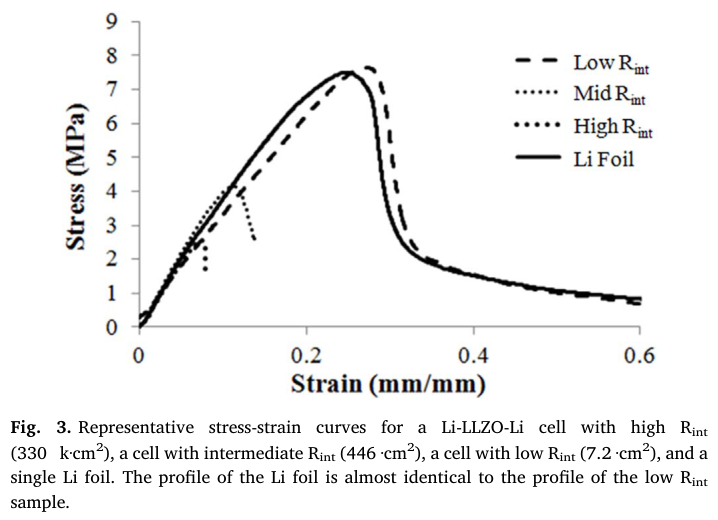 9
8
7
6
5
4
3
2
1
0
Stress (MPa)
0
0.2
0.4
0.6
Strain (mm/mm)
Low Rint
Mid Rint
High Rint
Li Foil
Fig. 3. Representative stress-strain curves for a Li-LLZO-Li cell with high Rint
(330 k·cm²), a cell with intermediate Rint (446 ·cm²), a cell with low Rint (7.2 ·cm²), and a
single Li foil. The profile of the Li foil is almost identical to the profile of the low Rint
sample.